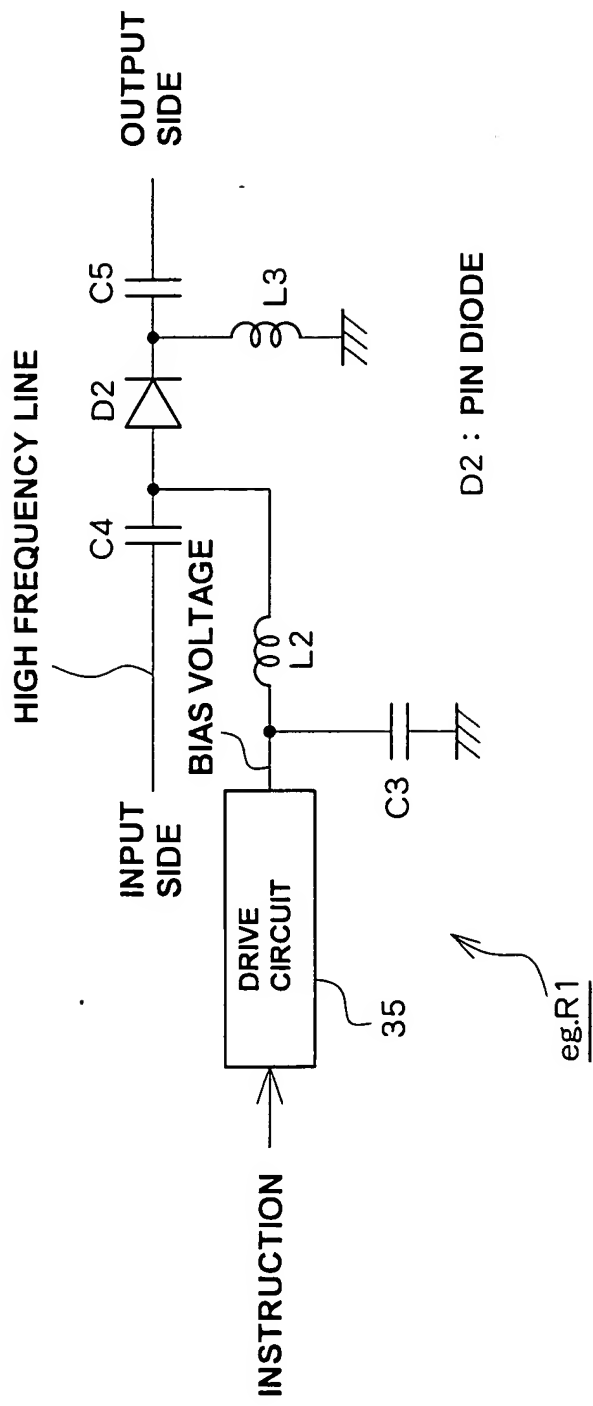 HIGH FREQUENCY LINE
INPUT
SIDE
C4
D2
C5
OUTPUT
SIDE
BIAS VOLTAGE
L2
L3
INSTRUCTION
DRIVE
CIRCUIT
35
C3
D2 : PIN DIODE
eg.R1